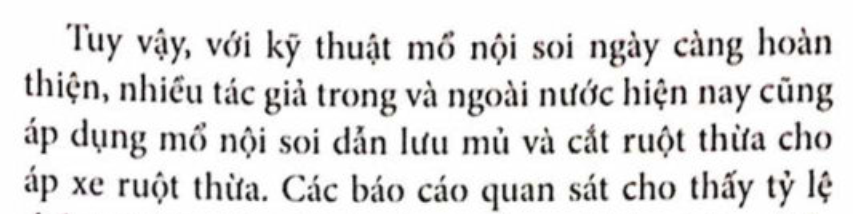 Tuy vậy, với kỹ thuật mổ nội soi ngày càng hoàn
thiện, nhiều tác giả trong và ngoài nước hiện nay cũng
áp dụng mổ nội soi dẫn lưu mủ và cắt ruột thừa cho
áp xe ruột thừa. Các báo cáo quan sát cho thấy tỷ lệ